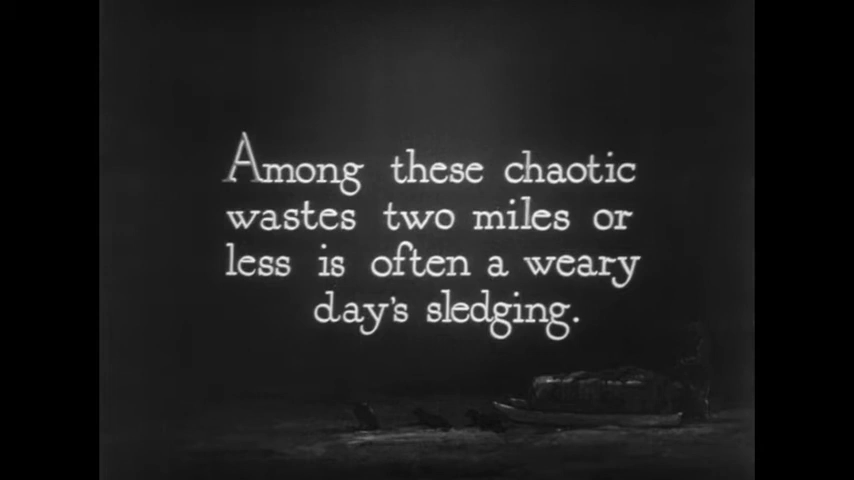 Among these chaotic
wastes two miles or
less is often a weary
day's sledging.